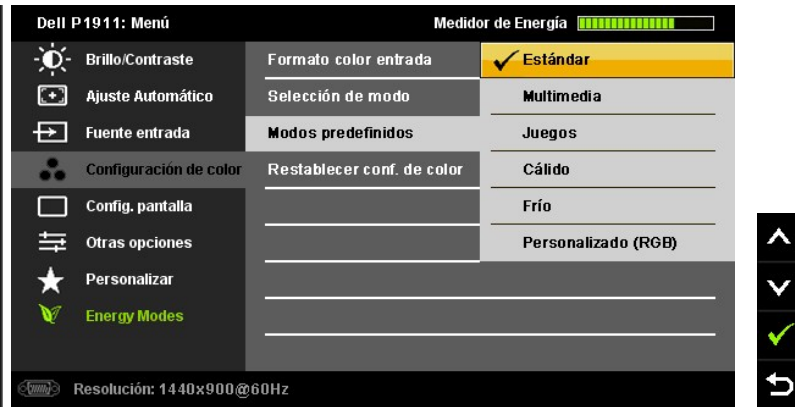 Dell P1911: Menú
Medidor de Energía
Brillo/Contraste
Formato color entrada
Estándar
Ajuste Automático
Selección de modo
Multimedia
Fuente entrada
Modos predefinidos
Juegos
Configuración de color
Restablecer conf. de color
Cálido
Config. pantalla
Frío
Otras opciones
Personalizado (RGB)
Personalizar
Energy Modes
Resolución: 1440x900@60Hz